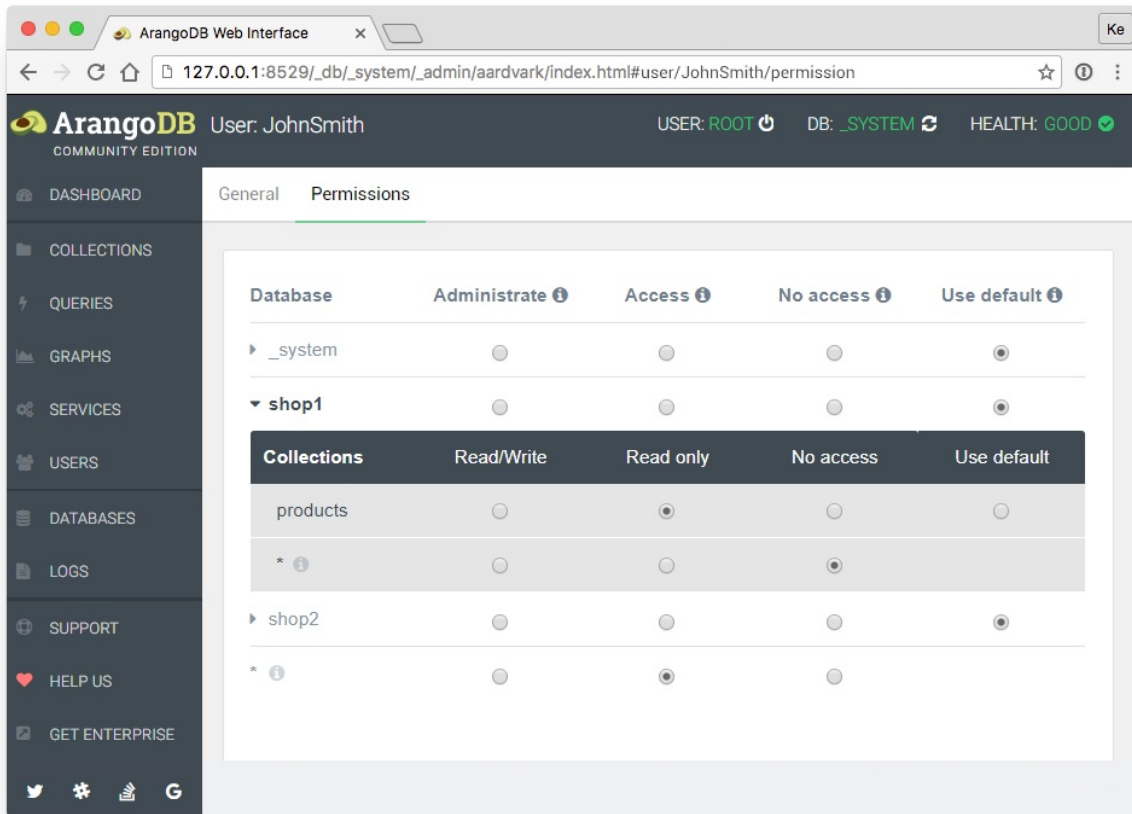 ArangoDB Web Interface
Ke
127.0.0.1:8529/_db/_system/_admin/aardvark/index.html#user/JohnSmith/permission
ArangoDB User: JohnSmith USER: ROOT DB: _SYSTEM HEALTH: GOOD
COMMUNITY EDITION
DASHBOARD
COLLECTIONS
QUERIES
GRAPHS
SERVICES
USERS
DATABASES
LOGS
SUPPORT
HELP US
GET ENTERPRISE
General Permissions
Database Administrate Access No access Use default
_system
shop1
Collections Read/Write Read only No access Use default
products
*
shop2
*